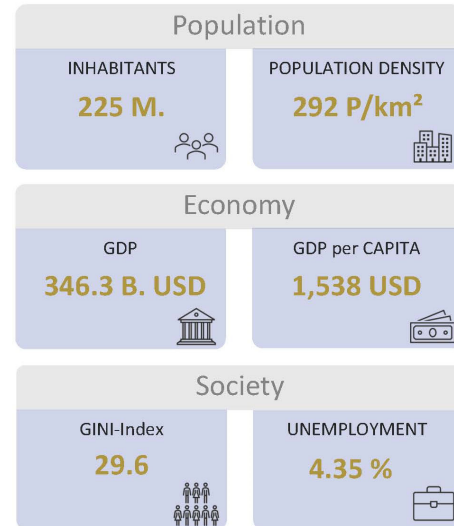 Population
INHABITANTS
225 M.
POPULATION DENSITY
292 P/km²
Economy
GDP
346.3 B. USD
GDP per CAPITA
1,538 USD
Society
GINI-Index
29.6
UNEMPLOYMENT
4.35 %